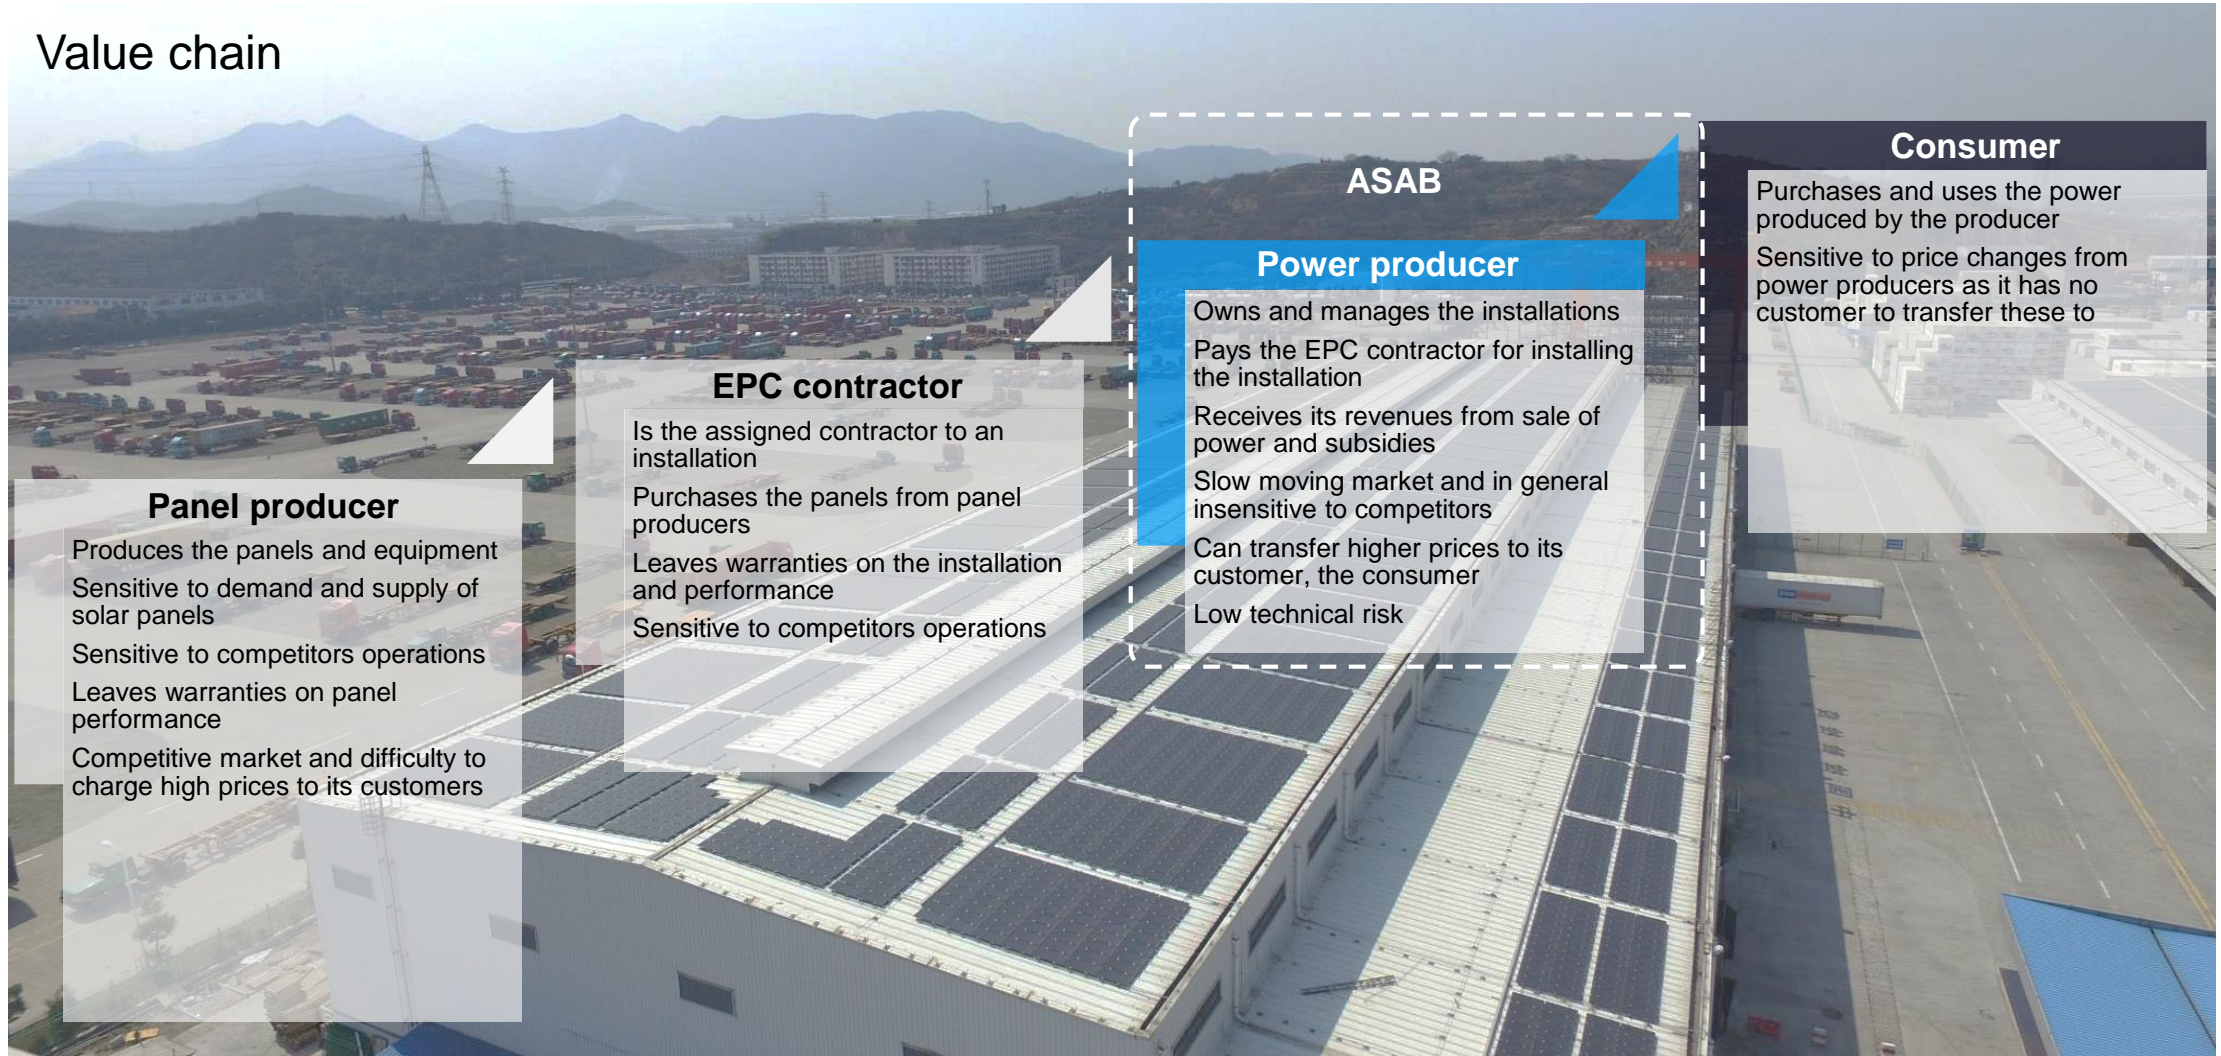 Value chain
Panel producer
Produces the panels and equipment
Sensitive to demand and supply of
solar panels
Sensitive to competitors operations
Leaves warranties on panel
performance
Competitive market and difficulty to
charge high prices to its customers
EPC contractor
Is the assigned contractor to an
installation
Purchases the panels from panel
producers
Leaves warranties on the installation
and performance
Sensitive to competitors operations
ASAB
Power producer
Owns and manages the installations
Pays the EPC contractor for installing
the installation
Receives its revenues from sale of
power and subsidies
Slow moving market and in general
insensitive to competitors
Can transfer higher prices to its
customer, the consumer
Low technical risk
Consumer
Purchases and uses the power
produced by the producer
Sensitive to price changes from
power producers as it has no
customer to transfer these to